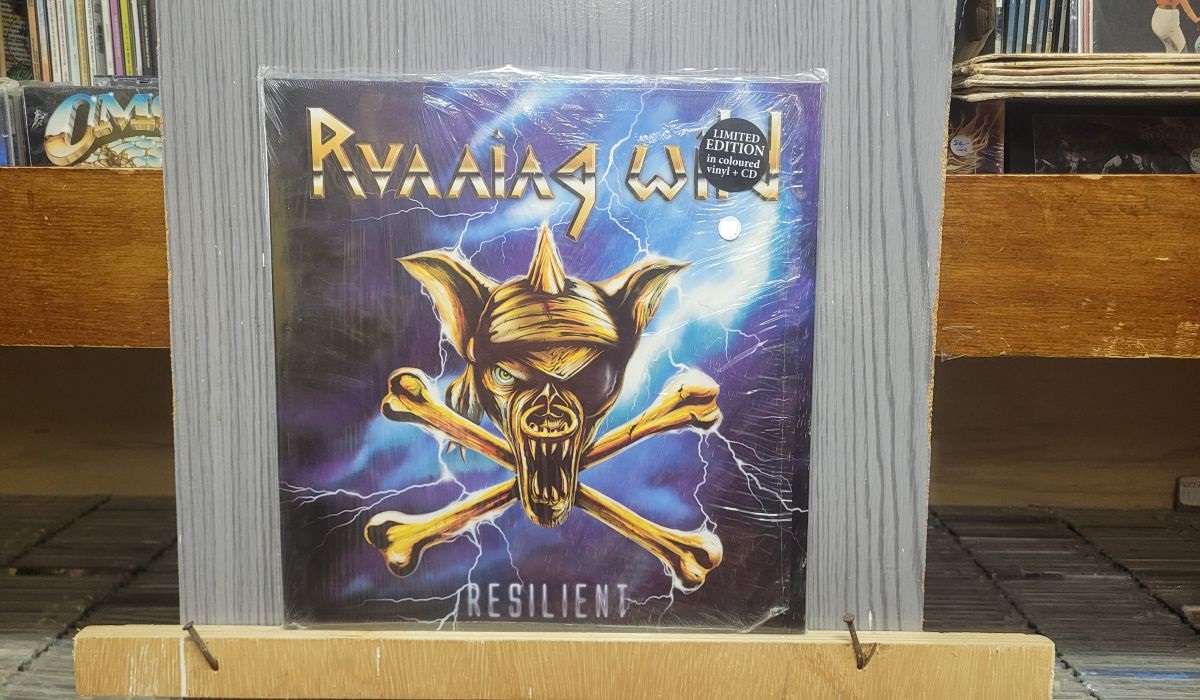 Running Wild
LIMITED
EDITION
in coloured
vinyl + CD
RESILIENT